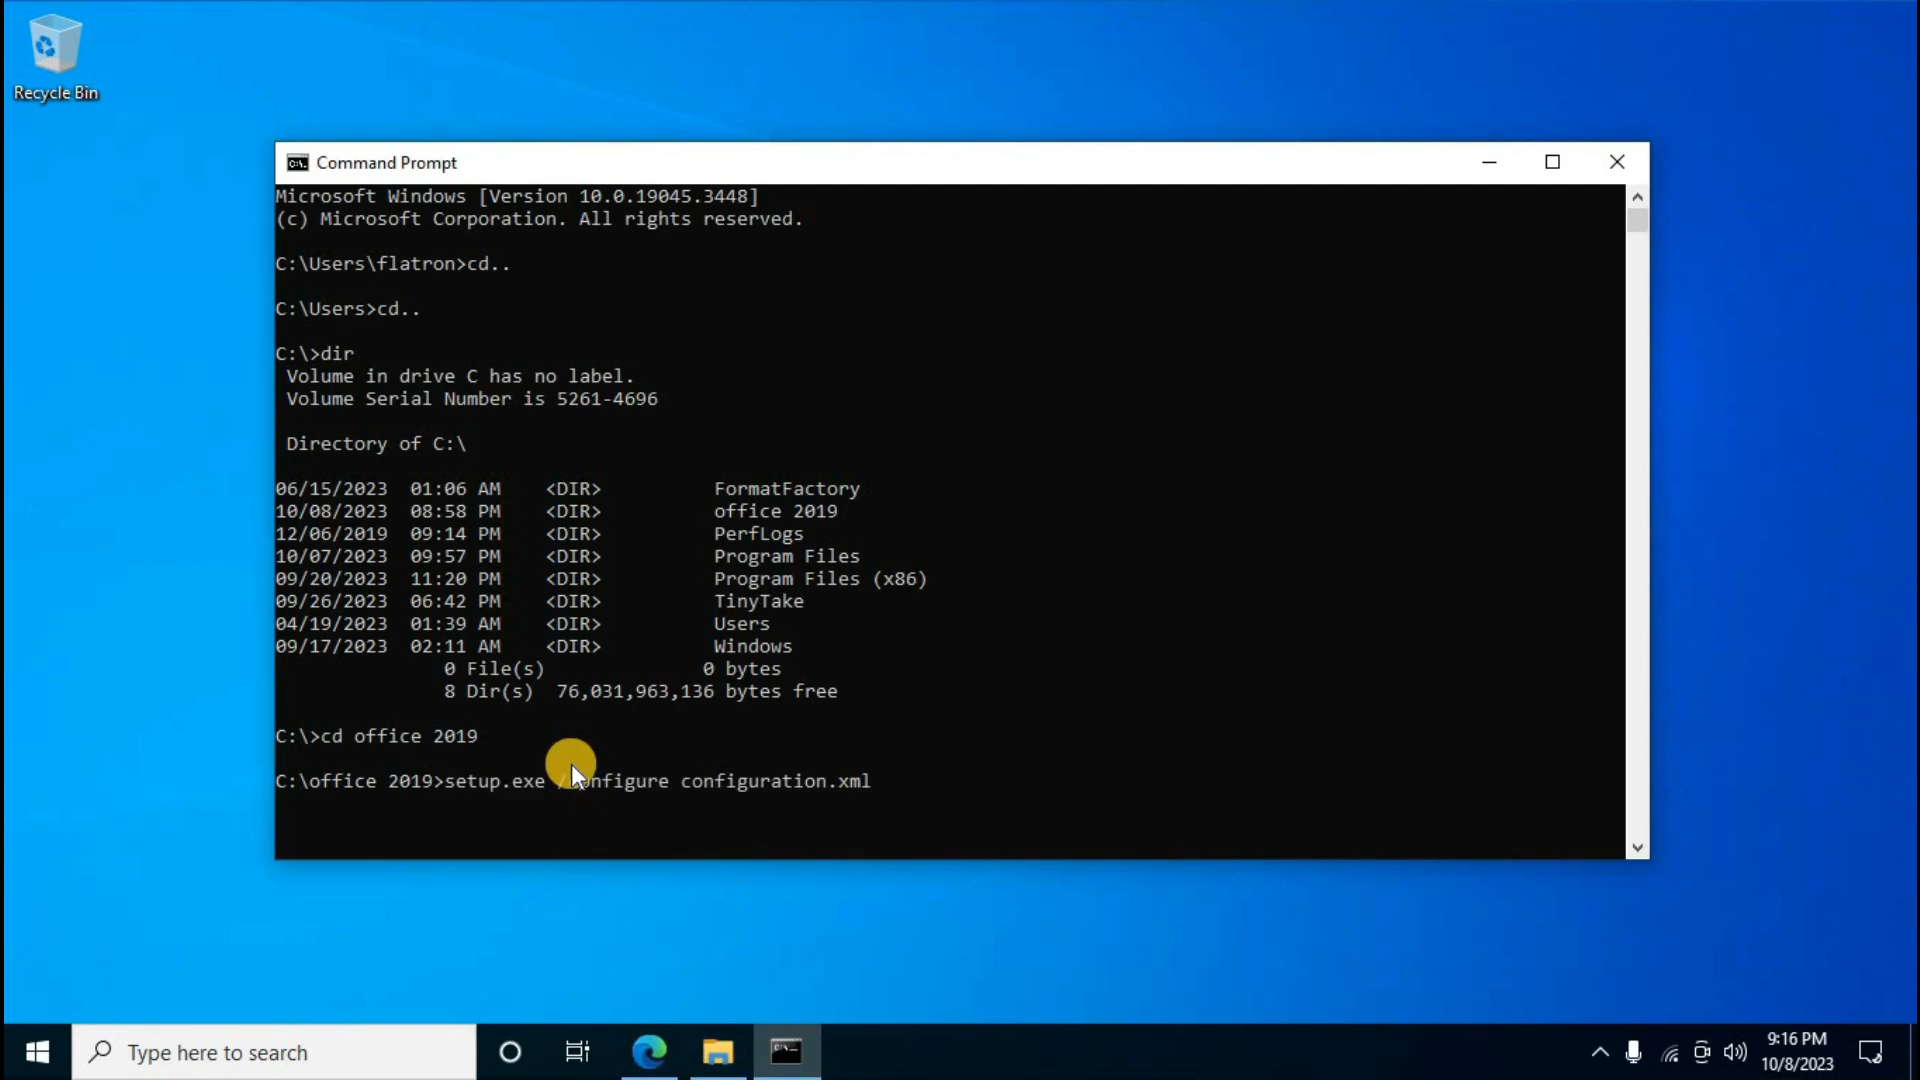 Recycle Bin
Command Prompt
Microsoft Windows [Version 10.0.19045.3448]
(c) Microsoft Corporation. All rights reserved.
C:\Users\flatron>cd..
C:\Users>cd..
C:\>dir
Volume in drive C has no label.
Volume Serial Number is 5261-4696
Directory of C:\
06/15/2023  01:06 AM    <DIR>          FormatFactory
10/08/2023  08:58 PM    <DIR>          office 2019
12/06/2019  09:14 PM    <DIR>          PerfLogs
10/07/2023  09:57 PM    <DIR>          Program Files
09/20/2023  11:20 PM    <DIR>          Program Files (x86)
09/26/2023  06:42 PM    <DIR>          TinyTake
04/19/2023  01:39 AM    <DIR>          Users
09/17/2023  02:11 AM    <DIR>          Windows
0 File(s)              0 bytes
8 Dir(s)  76,031,963,136 bytes free
C:\>cd office 2019
C:\office 2019>setup.exe /configure configuration.xml
Type here to search
9:16 PM
10/8/2023